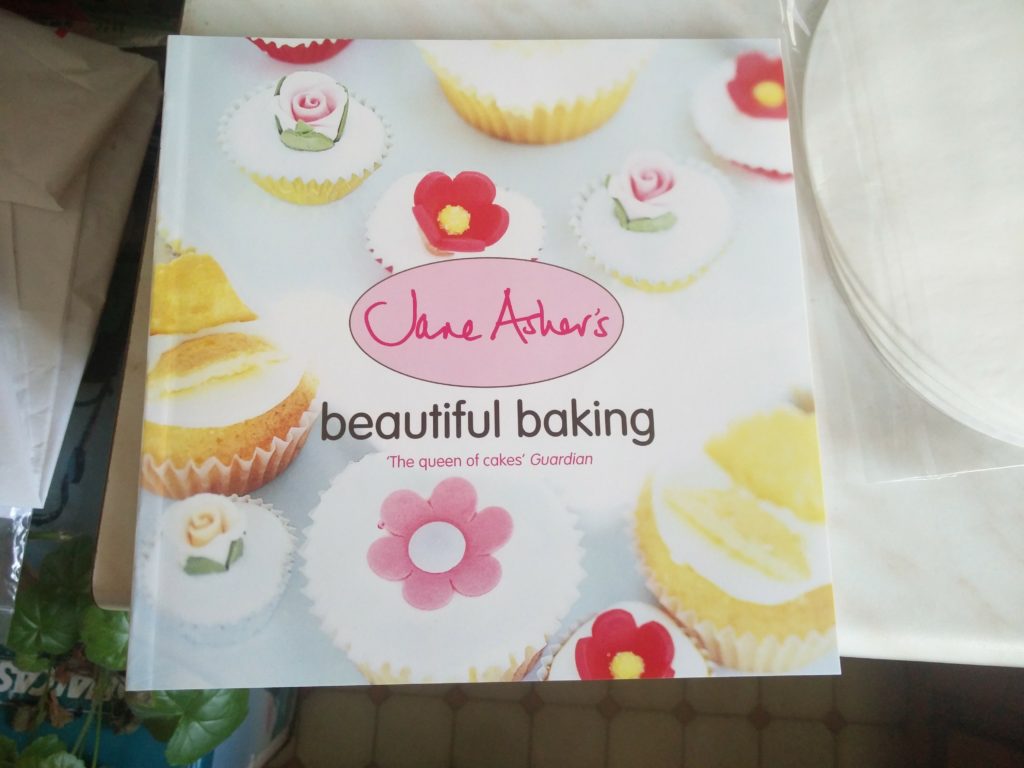 Jane Asher's
beautiful baking
'The queen of cakes' Guardian